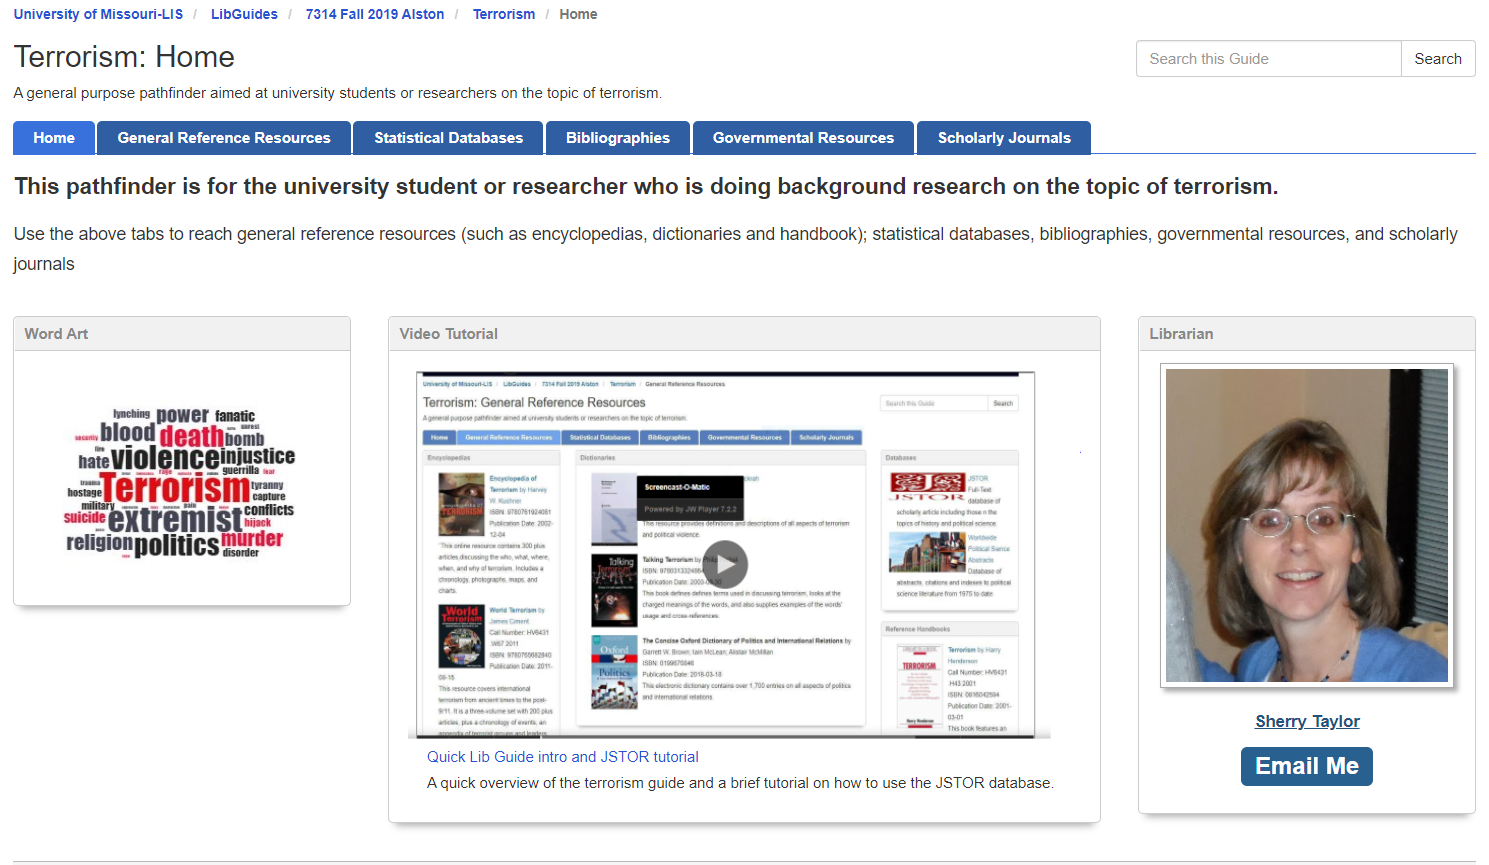 University of Missouri-LIS / LibGuides / 7314 Fall 2019 Alston / Terrorism / Home
Terrorism: Home
Search this Guide
Search
A general purpose pathfinder aimed at university students or researchers on the topic of terrorism.
Home
General Reference Resources
Statistical Databases
Bibliographies
Governmental Resources
Scholarly Journals
This pathfinder is for the university student or researcher who is doing background research on the topic of terrorism.
Use the above tabs to reach general reference resources (such as encyclopedias, dictionaries and handbook); statistical databases, bibliographies, governmental resources, and scholarly
journals
Word Art
lynching power fanatic
security blood death bomb unrest
hate violence injustice
rage guerrilla fear
trauma Terrorism tyranny
hostage capture
military pain conflicts
suicide extremist hijack
religion politics murder
disorder
Video Tutorial
University of Missouri-LIS / LibGuides / 7314 Fall 2019 Alston / Terrorism / General Reference Resources
Terrorism: General Reference Resources
Search this Guide
Search
A general purpose pathfinder aimed at university students or researchers on the topic of terrorism.
Home
General Reference Resources
Statistical Databases
Bibliographies
Governmental Resources
Scholarly Journals
Encyclopedias
Encyclopedia of
Terrorism by Harvey
W. Kushner
ISBN: 9780761924081
Publication Date: 2002-
12-04
"This online resource contains 300 plus
articles,discussing the who, what, where,
when, and why of terrorism. Includes a
chronology, photographs, maps, and
charts.
World
Terrorism
World Terrorism by
James Ciment
Call Number: HV6431
.W67 2011
ISBN: 9780765682840
Publication Date: 2011-
08-15
This resource covers international
terrorism from ancient times to the post-
9/11. It is a three-volume set with 200 plus
articles, plus a chronology of events, an
appendix of terrorist groups and leaders
Dictionaries
Screencast-O-Matic
Powered by JW Player 7.2.2
This resource provides definitions and descriptions of all aspects of terrorism
and political violence.
Talking
Terrorism
Talking Terrorism by
Publication Date: 2003-09-30
This book defines defines terms used in discussing terrorism, looks at the
charged meanings of the words, and also supplies examples of the words'
usage and cross-references.
Oxford
Politics
The Concise Oxford Dictionary of Politics and International Relations by
Garrett W. Brown; Iain McLean; Alistair McMillan
ISBN: 0199670846
Publication Date: 2018-03-18
This electronic dictionary contains over 1,700 entries on all aspects of politics
and international relations.
Databases
JSTOR
JSTOR
Full-Text
database of
scholarly article including those n the
topics of history and political science.
Worldwide
Political Sience
Abstracts
Database of
abstracts, citations and indexes to political
science literature from 1975 to date.
Reference Handbooks
TERRORISM
Harry Henderson
Terrorism by Harry
Henderson
Call Number: HV6431
.H43 2001
ISBN: 0816042594
Publication Date: 2001-
03-01
This book features an
Quick Lib Guide intro and JSTOR tutorial
A quick overview of the terrorism guide and a brief tutorial on how to use the JSTOR database.
Librarian
Sherry Taylor
Email Me